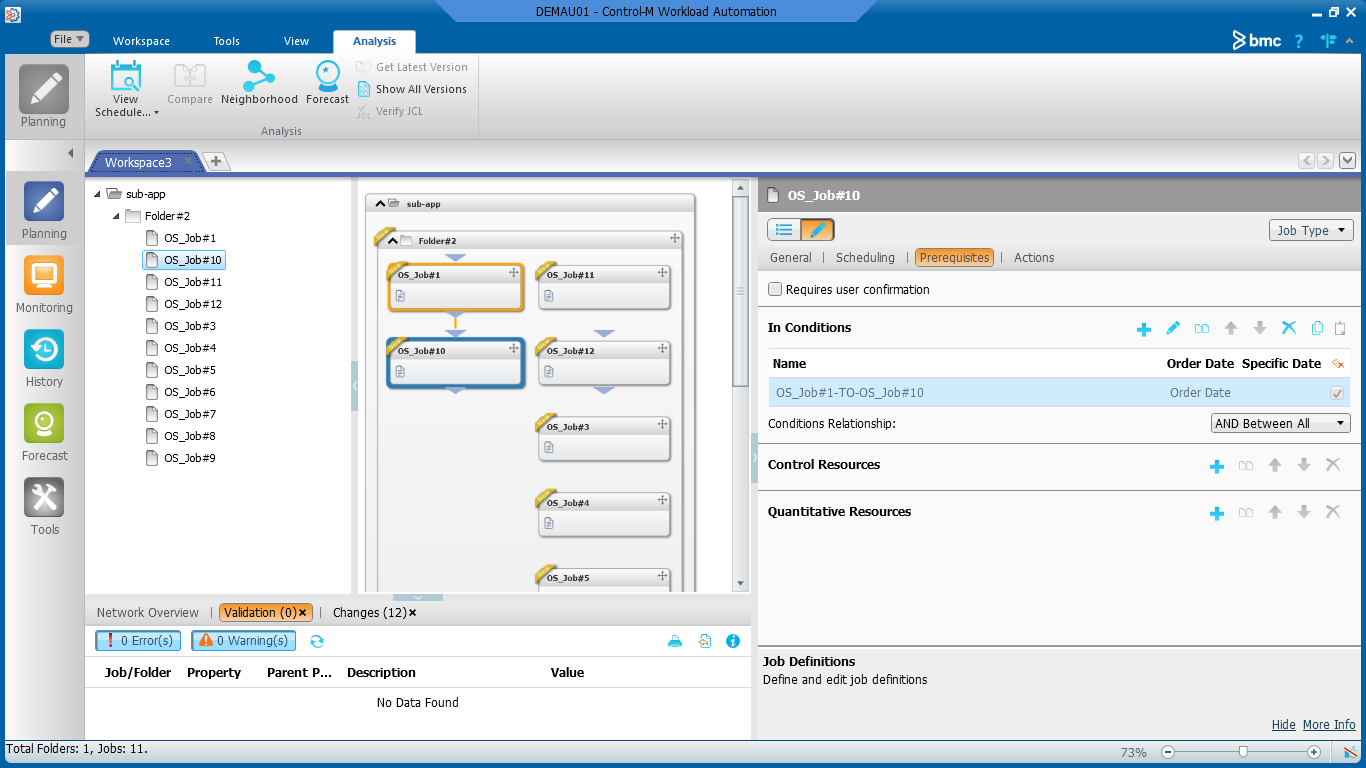 DEMAU01 - Control-M Workload Automation
File
Workspace
Tools
View
Analysis
bmc
?
Planning
View
Schedule...
Compare
Neighborhood
Forecast
Get Latest Version
Show All Versions
JCL
Verify JCL
Analysis
Workspace3
Planning
Monitoring
History
Forecast
Tools
sub-app
Folder#2
OS_Job#1
OS_Job#10
OS_Job#11
OS_Job#12
OS_Job#3
OS_Job#4
OS_Job#5
OS_Job#6
OS_Job#7
OS_Job#8
OS_Job#9
sub-app
Folder#2
OS_Job#1
OS_Job#11
OS_Job#10
OS_Job#12
OS_Job#3
OS_Job#4
OS_Job#5
OS_Job#10
Job Type
General | Scheduling | Prerequisites | Actions
Requires user confirmation
In Conditions
Name Order Date Specific Date
OS_Job#1-TO-OS_Job#10 Order Date
Conditions Relationship: AND Between All
Control Resources
Quantitative Resources
Job Definitions
Define and edit job definitions
Hide More Info
Network Overview | Validation (0) | Changes (12)
0 Error(s) 0 Warning(s)
Job/Folder Property Parent P... Description Value
No Data Found
Total Folders: 1, Jobs: 11.
73%